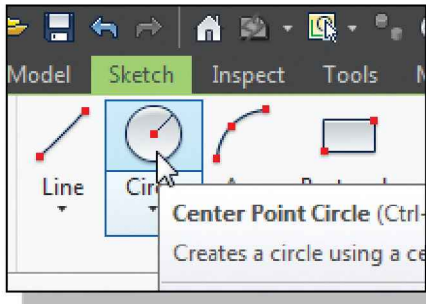 Model Sketch Inspect Tools
Line
Center Point Circle (Ctrl-
Creates a circle using a ce